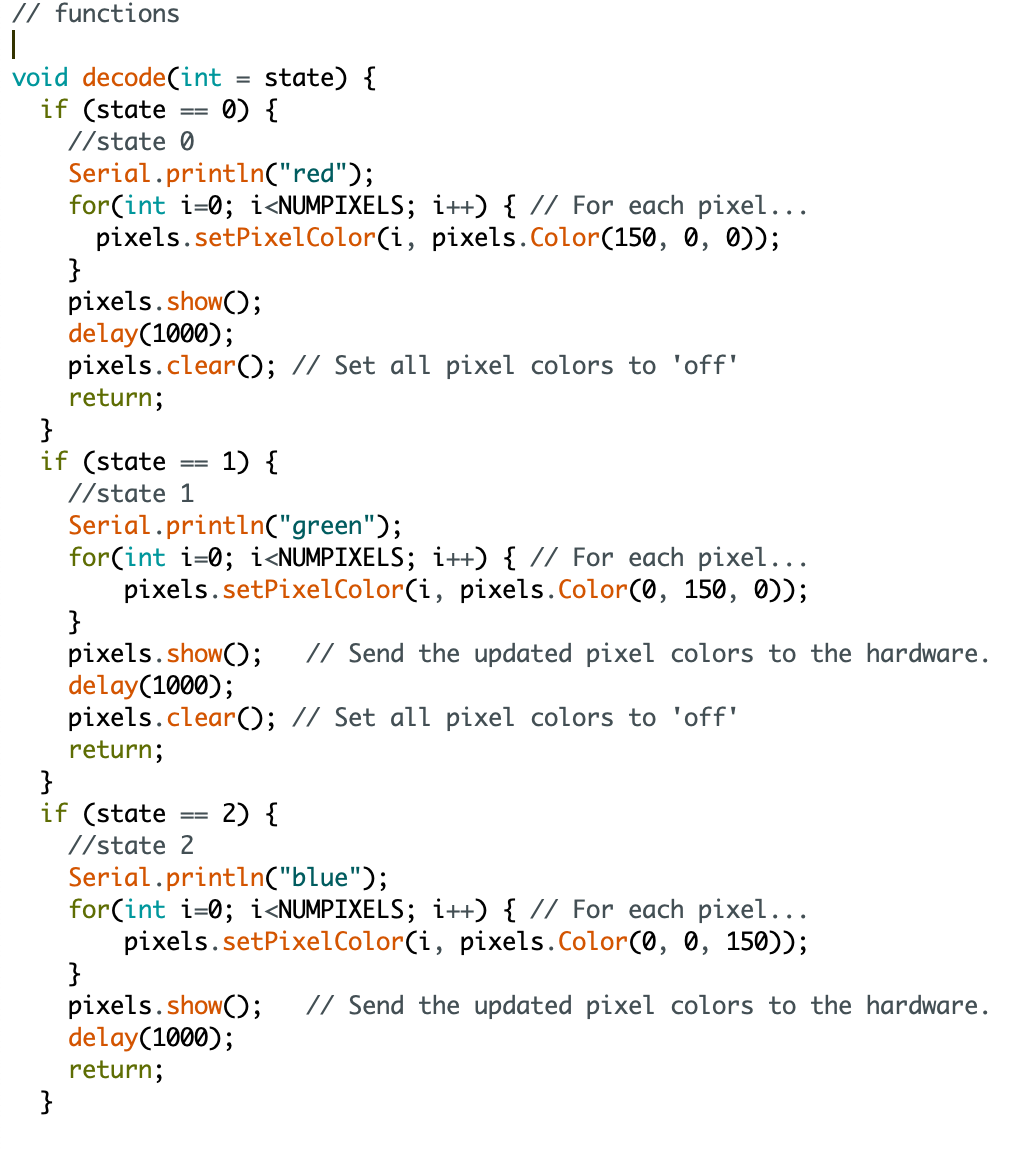 // functions
void decode(int = state) {
  if (state == 0) {
    //state 0
    Serial.println("red");
    for(int i=0; i<NUMPIXELS; i++) { // For each pixel...
      pixels.setPixelColor(i, pixels.Color(150, 0, 0));
    }
    pixels.show();
    delay(1000);
    pixels.clear(); // Set all pixel colors to 'off'
    return;
  }
  if (state == 1) {
    //state 1
    Serial.println("green");
    for(int i=0; i<NUMPIXELS; i++) { // For each pixel...
        pixels.setPixelColor(i, pixels.Color(0, 150, 0));
    }
    pixels.show();   // Send the updated pixel colors to the hardware.
    delay(1000);
    pixels.clear(); // Set all pixel colors to 'off'
    return;
  }
  if (state == 2) {
    //state 2
    Serial.println("blue");
    for(int i=0; i<NUMPIXELS; i++) { // For each pixel...
        pixels.setPixelColor(i, pixels.Color(0, 0, 150));
    }
    pixels.show();   // Send the updated pixel colors to the hardware.
    delay(1000);
    return;
  }